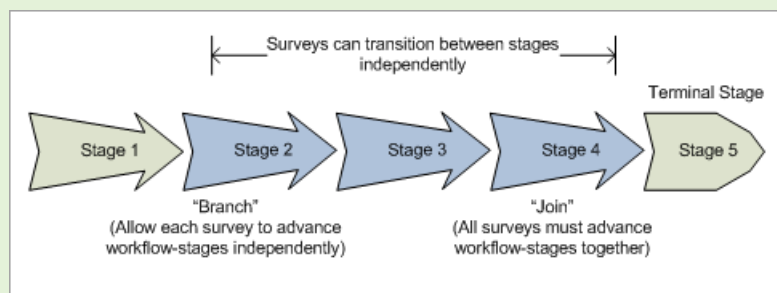 Surveys can transition between stages
independently
Terminal Stage
Stage 1
Stage 2
Stage 3
Stage 4
Stage 5
“Branch”
(Allow each survey to advance
workflow-stages independently)
“Join”
(All surveys must advance
workflow-stages together)